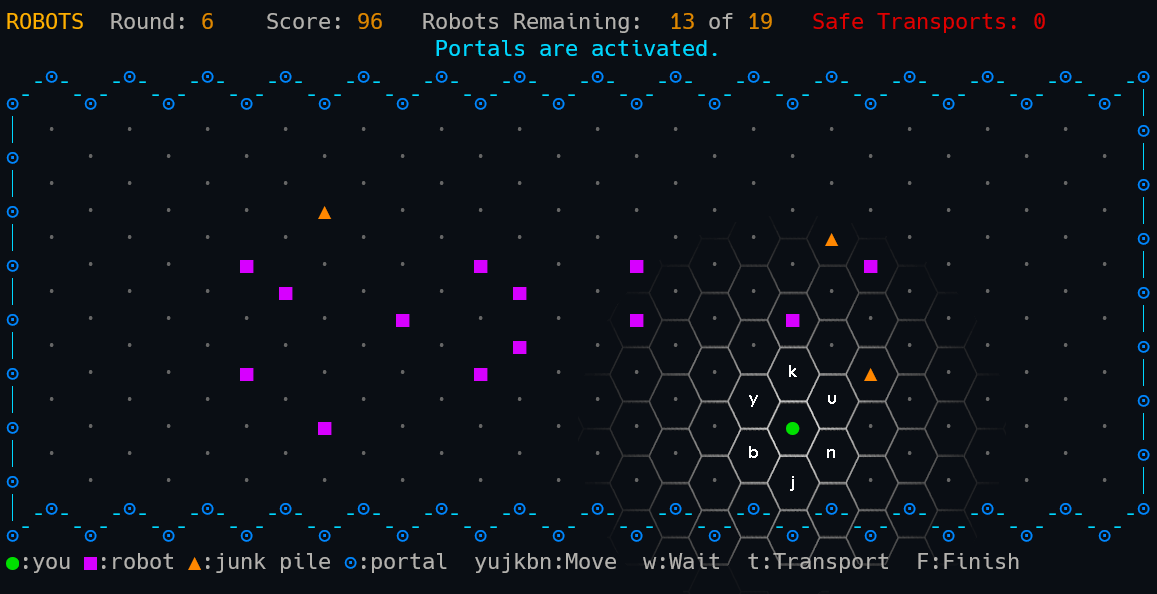 ROBOTS Round: 6 Score: 96 Robots Remaining: 13 of 19 Safe Transports: 0
Portals are activated.
k
y u
b n
j
:you :robot :junk pile :portal yujkbn:Move w:Wait t:Transport F:Finish